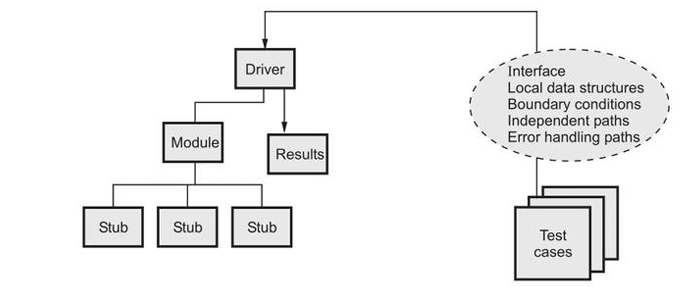 Driver
Interface
Local data structures
Boundary conditions
Independent paths
Error handling paths
Module
Results
Stub
Stub
Stub
Test
cases